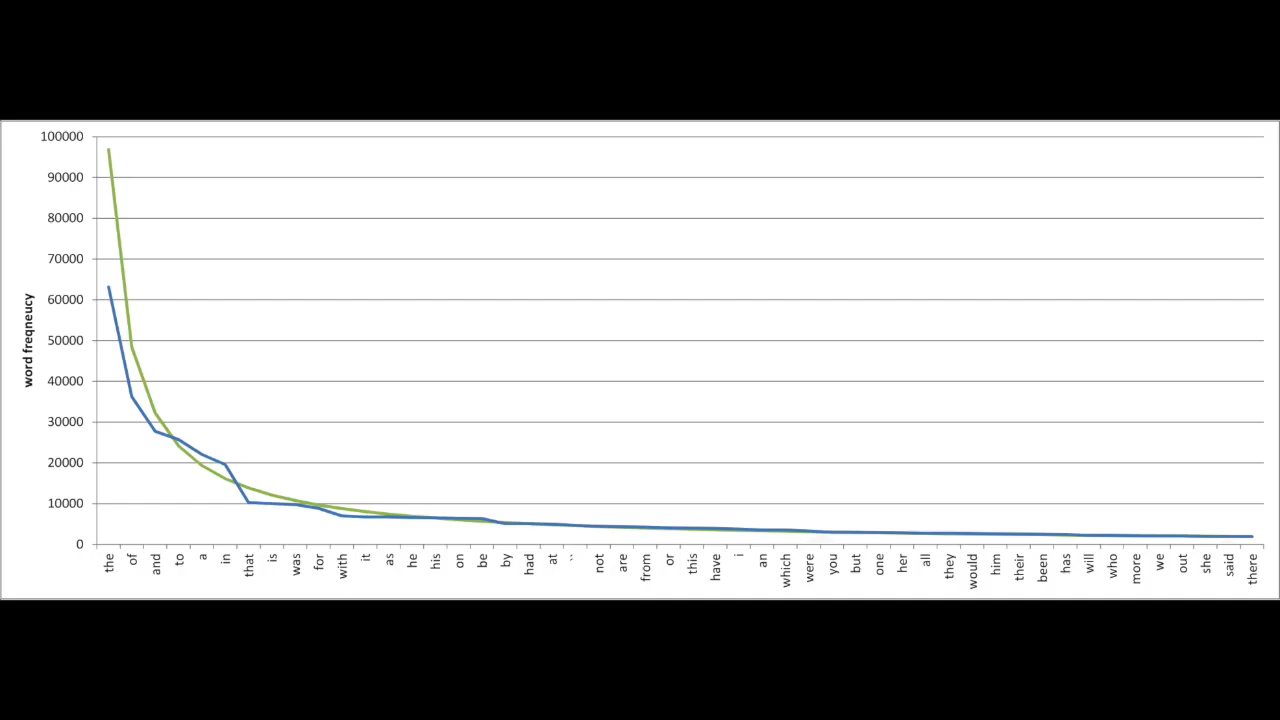 100000
90000
80000
70000
60000
50000
40000
30000
20000
10000
0
word freqneucy
the
of
and
to
a
in
that
is
was
for
with
it
as
he
his
on
be
by
had
at
``
not
are
from
or
this
have
i
an
which
were
you
but
one
her
all
they
would
him
their
been
has
will
who
more
we
out
she
said
there